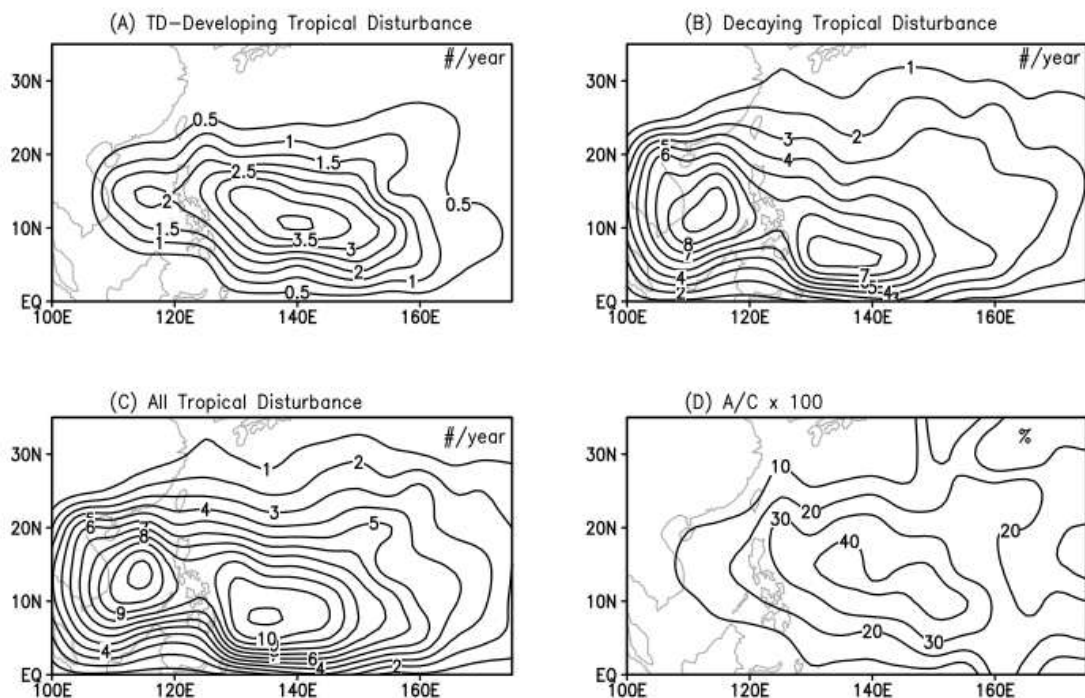 (A) TD-Developing Tropical Disturbance
#/year
30N
20N
10N
EQ
100E 120E 140E 160E
0.5
1
1.5
2.5
2
0.5
1.5
3.5
3
1
2
1
0.5
(B) Decaying Tropical Disturbance
#/year
30N
20N
10N
EQ
100E 120E 140E 160E
1
2
3
4
5
6
8
7
4
2
7
5
4
(C) All Tropical Disturbance
#/year
30N
20N
10N
EQ
100E 120E 140E 160E
1
2
4
3
5
5
6
7
8
9
4
10
9
6
4
2
(D) A/C x 100
%
30N
20N
10N
EQ
100E 120E 140E 160E
10
20
30
20
40
20
30